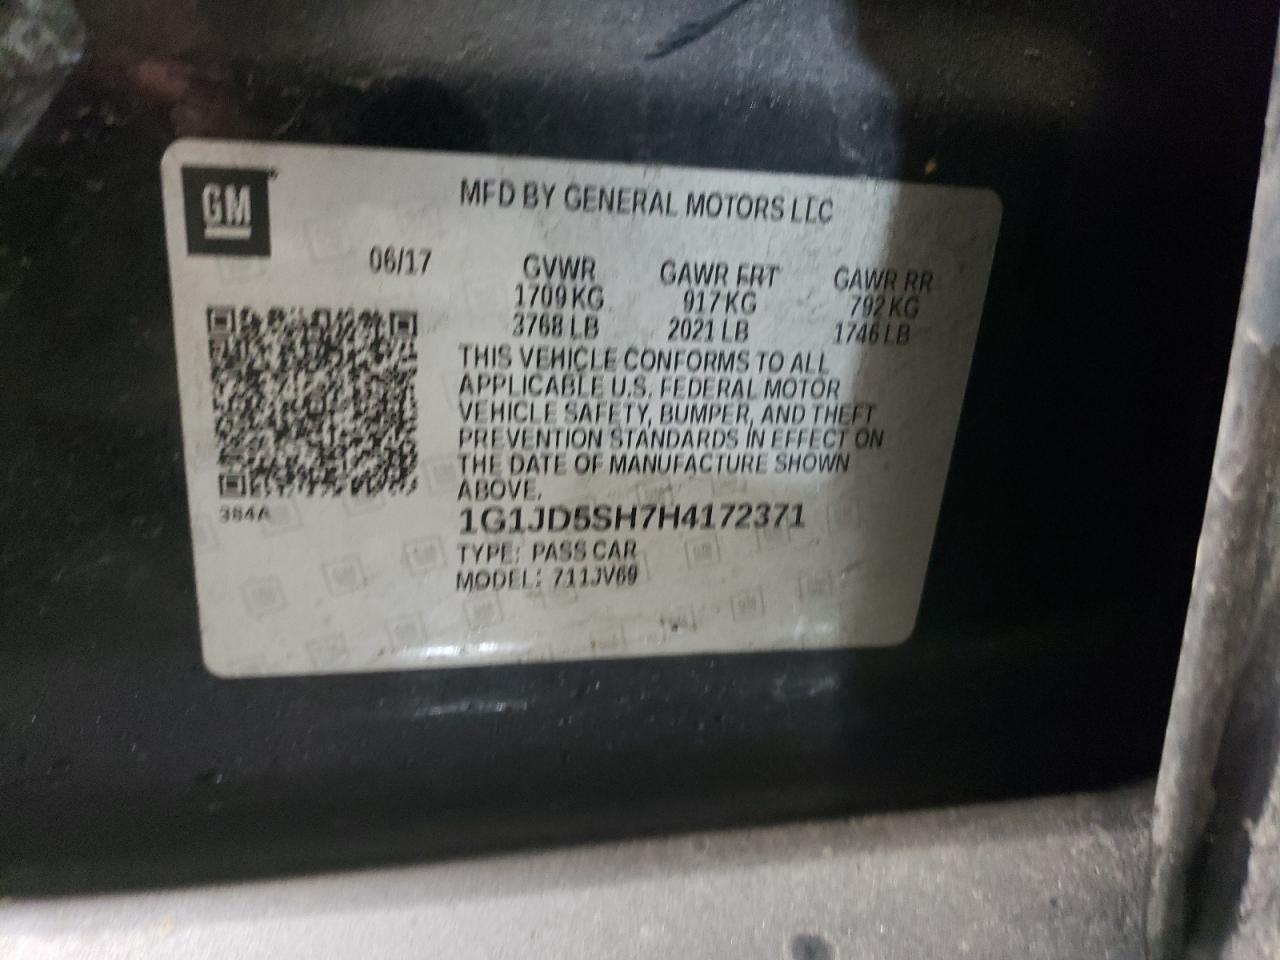 GM
MFD BY GENERAL MOTORS LLC
06/17
GVWR GAWR FRT GAWR RR
1709 KG 917 KG 792 KG
3768 LB 2021 LB 1746 LB
THIS VEHICLE CONFORMS TO ALL
APPLICABLE U.S. FEDERAL MOTOR
VEHICLE SAFETY, BUMPER, AND THEFT
PREVENTION STANDARDS IN EFFECT ON
THE DATE OF MANUFACTURE SHOWN
ABOVE.
384A
1G1JD5SH7H4172371
TYPE: PASS CAR
MODEL: 711JV69